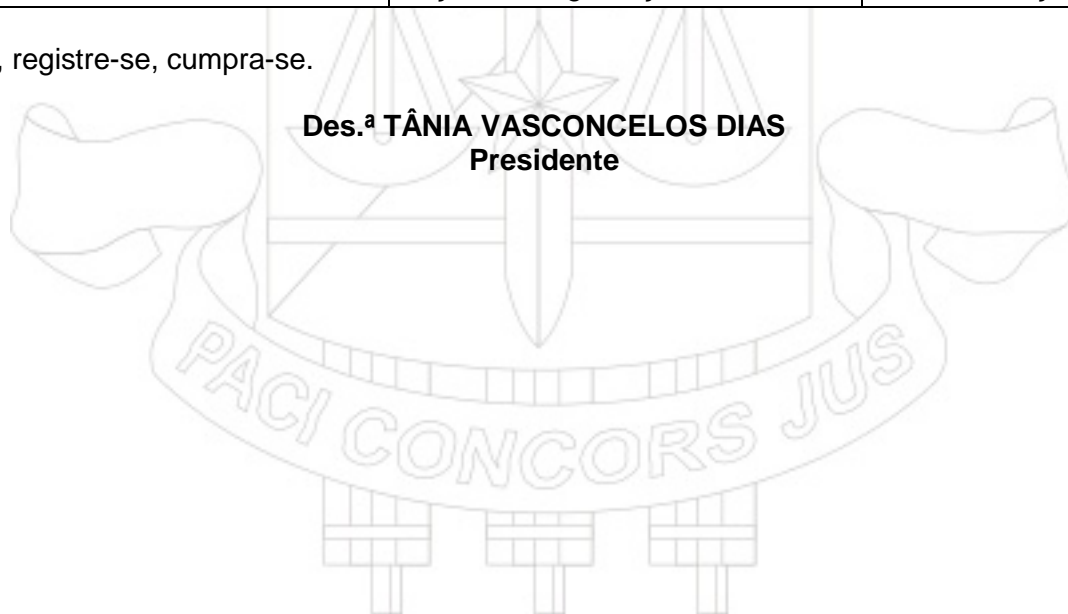 , registre-se, cumpra-se.
Des.ª TÂNIA VASCONCELOS DIAS
Presidente
PACI CONCORS JUS